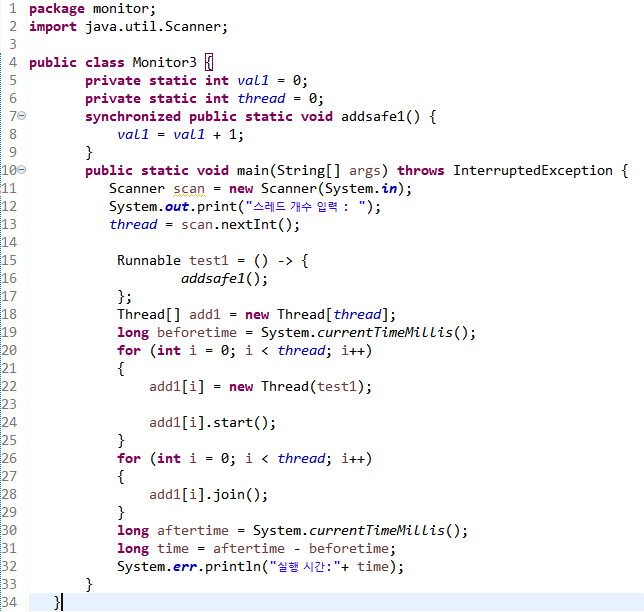 1 package monitor;
2 import java.util.Scanner;
3
4 public class Monitor3 {
5 private static int val1 = 0;
6 private static int thread = 0;
7 synchronized public static void addsafe1() {
8 val1 = val1 + 1;
9 }
10 public static void main(String[] args) throws InterruptedException {
11 Scanner scan = new Scanner(System.in);
12 System.out.print("스레드 개수 입력 : ");
13 thread = scan.nextInt();
14
15 Runnable test1 = () -> {
16 addsafe1();
17 };
18 Thread[] add1 = new Thread[thread];
19 long beforetime = System.currentTimeMillis();
20 for (int i = 0; i < thread; i++)
21 {
22 add1[i] = new Thread(test1);
23
24 add1[i].start();
25 }
26 for (int i = 0; i < thread; i++)
27 {
28 add1[i].join();
29 }
30 long aftertime = System.currentTimeMillis();
31 long time = aftertime - beforetime;
32 System.err.println("실행 시간:"+ time);
33 }
34 }